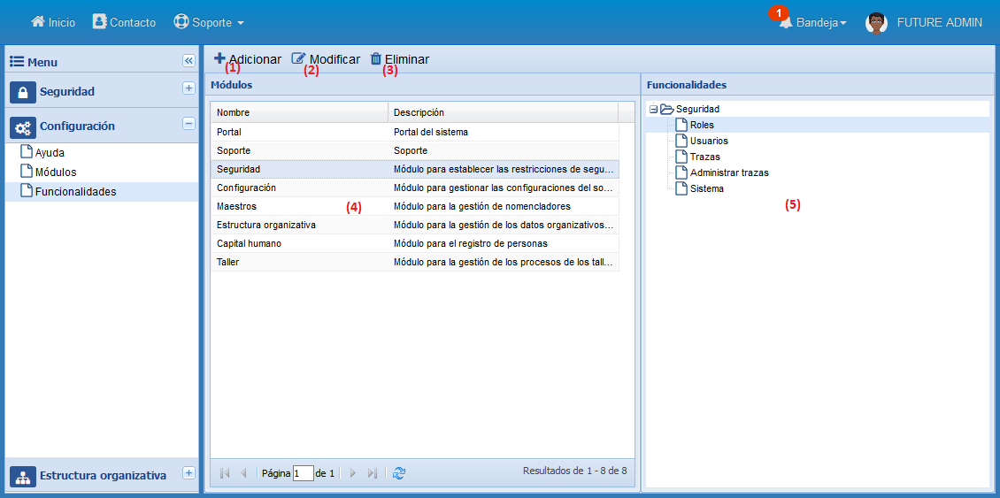 Inicio Contacto Soporte 1 Bandeja FUTURE ADMIN
Menu
Seguridad
Configuración
Ayuda
Módulos
Funcionalidades
Estructura organizativa
Adicionar Modificar Eliminar
(1) (2) (3)
Módulos
Nombre Descripción
Portal Portal del sistema
Soporte Soporte
Seguridad Módulo para establecer las restricciones de segu...
Configuración Módulo para gestionar las configuraciones del so...
Maestros (4) Módulo para la gestión de nomencladores
Estructura organizativa Módulo para la gestión de los datos organizativos...
Capital humano Módulo para el registro de personas
Taller Módulo para la gestión de los procesos de los tall...
Página 1 de 1 Resultados de 1 - 8 de 8
Funcionalidades
Seguridad
Roles
Usuarios
Trazas
Administrar trazas
Sistema
(5)